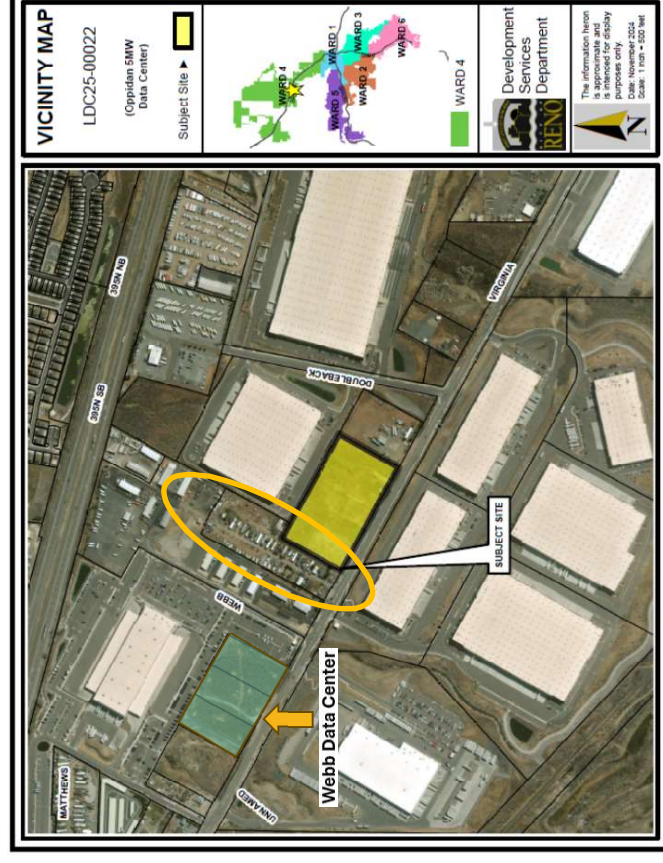 VICINITY MAP
LDC25-00022
(Oppidan 5MW
Data Center)
Subject Site ►
WARD 1
WARD 2
WARD 3
WARD 4
WARD 5
WARD 6
WARD 4
RENO
Development
Services
Department
The information heron
is approximate and
is intended for display
purposes only.
Date: November 2024
Scale: 1 inch = 500 feet
N
395N NB
395N SB
MATTHEWS
WEBB
DOUBLEBACK
VIRGINIA
UNNAMED
SUBJECT SITE
Webb Data Center